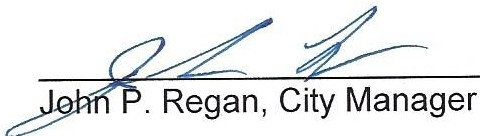 John P. Regan, City Manager